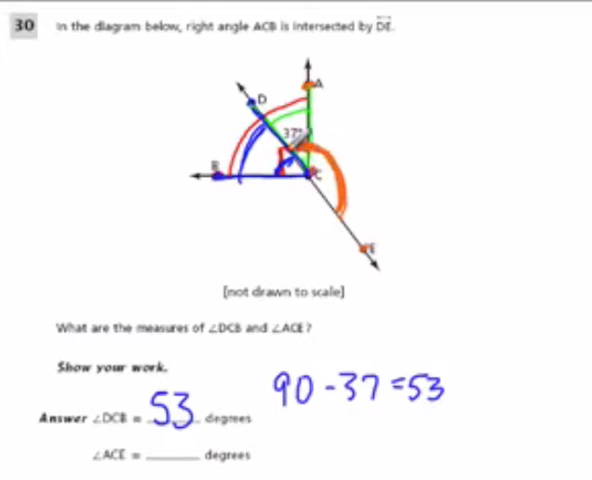 30 In the diagram below, right angle ACB is intersected by DE.
A
D
37°
B
C
E
[not drawn to scale]
What are the measures of ∠DCB and ∠ACE?
Show your work.
90-37=53
Answer ∠DCB = 53 degrees
∠ACE = ______ degrees